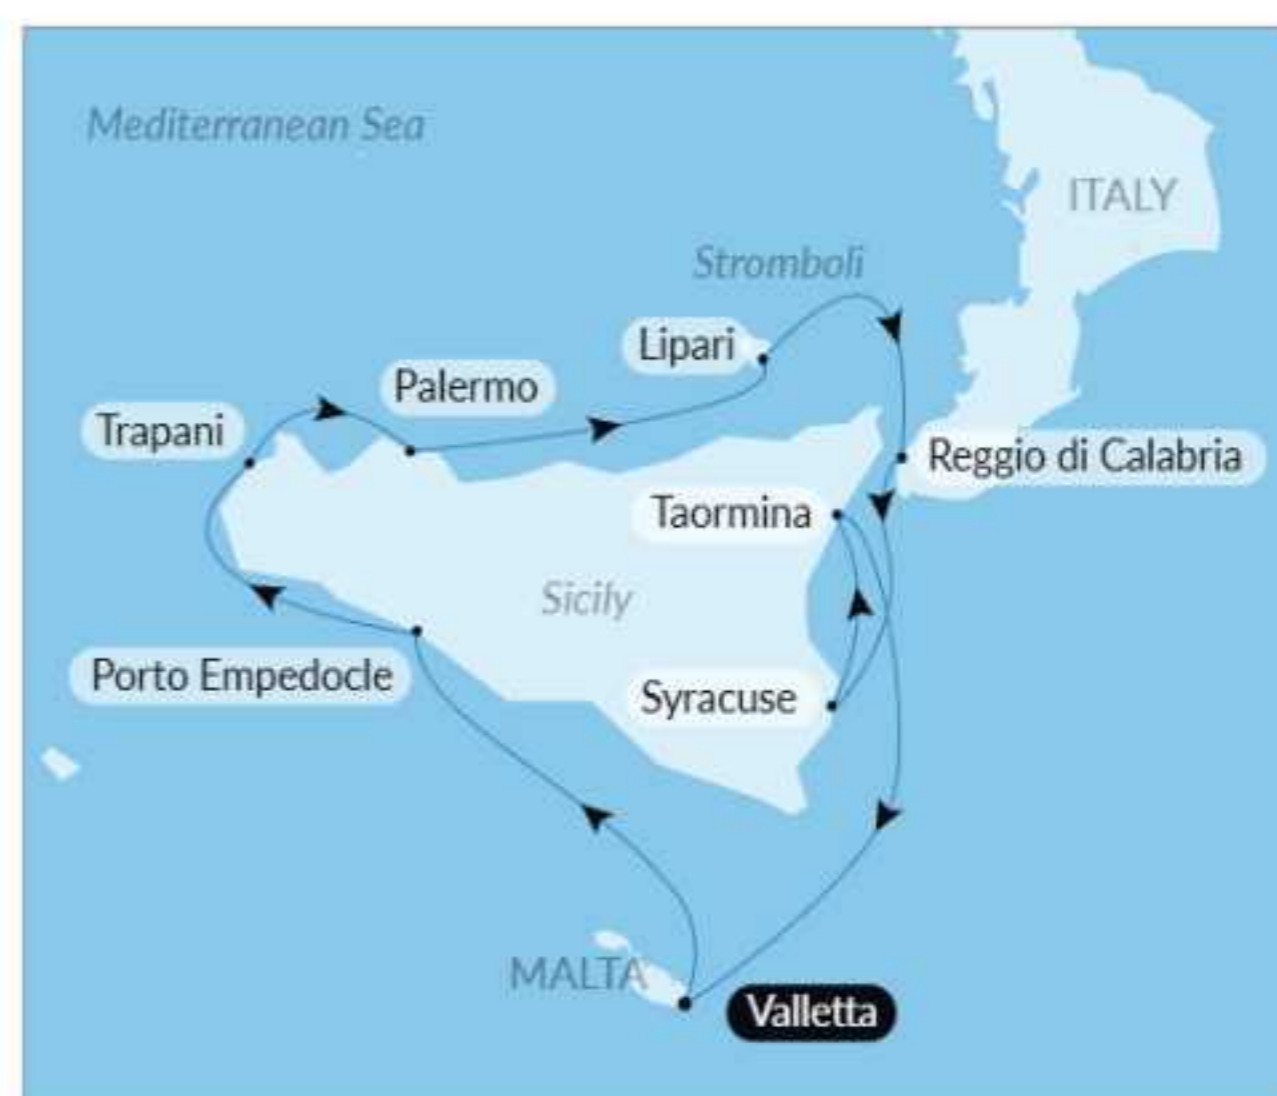 Mediterranean Sea
ITALY
Stromboli
Lipari
Palermo
Trapani
Reggio di Calabria
Taormina
Sicily
Porto Empedocle
Syracuse
MALTA
Valletta